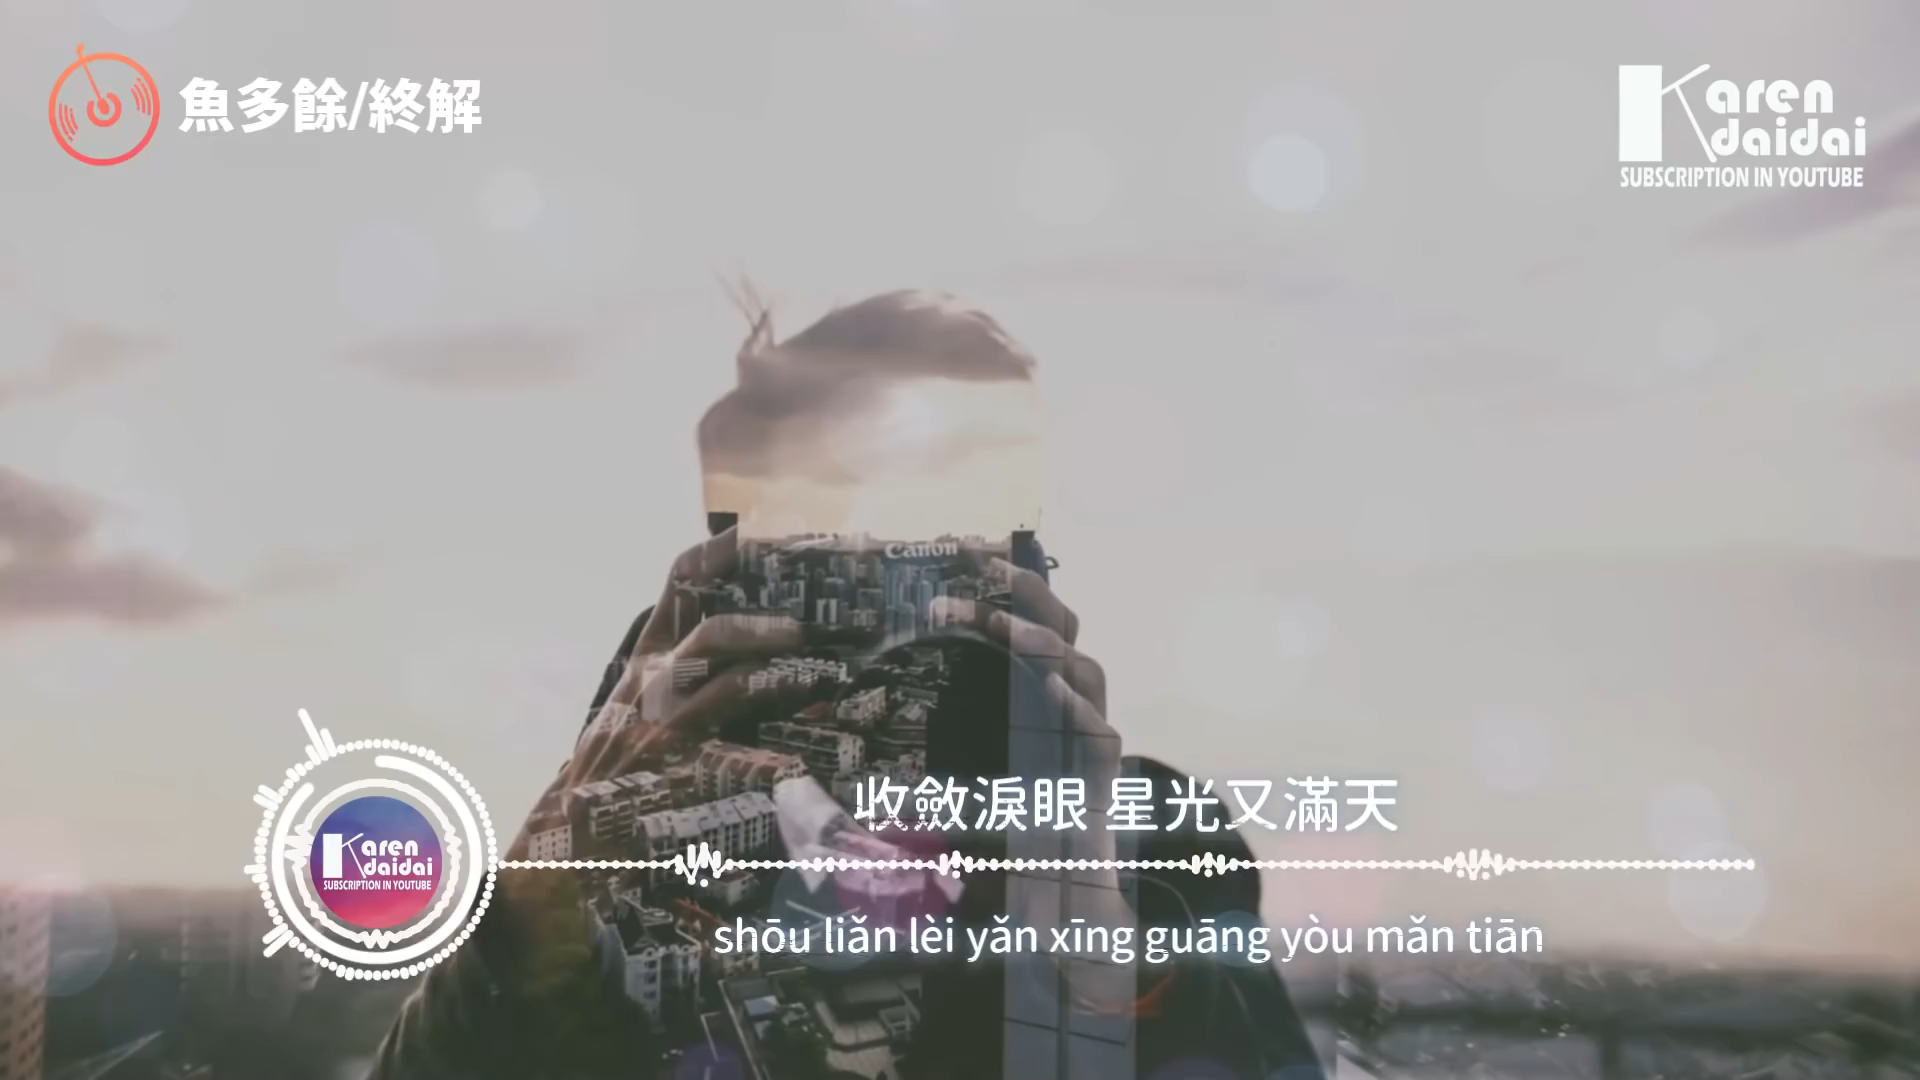 魚多餘/終解
Karen
daidai
SUBSCRIPTION IN YOUTUBE
Canon
收斂淚眼 星光又滿天
Karen
daidai
SUBSCRIPTION IN YOUTUBE
shōu liǎn lèi yǎn xīng guāng yòu mǎn tiān